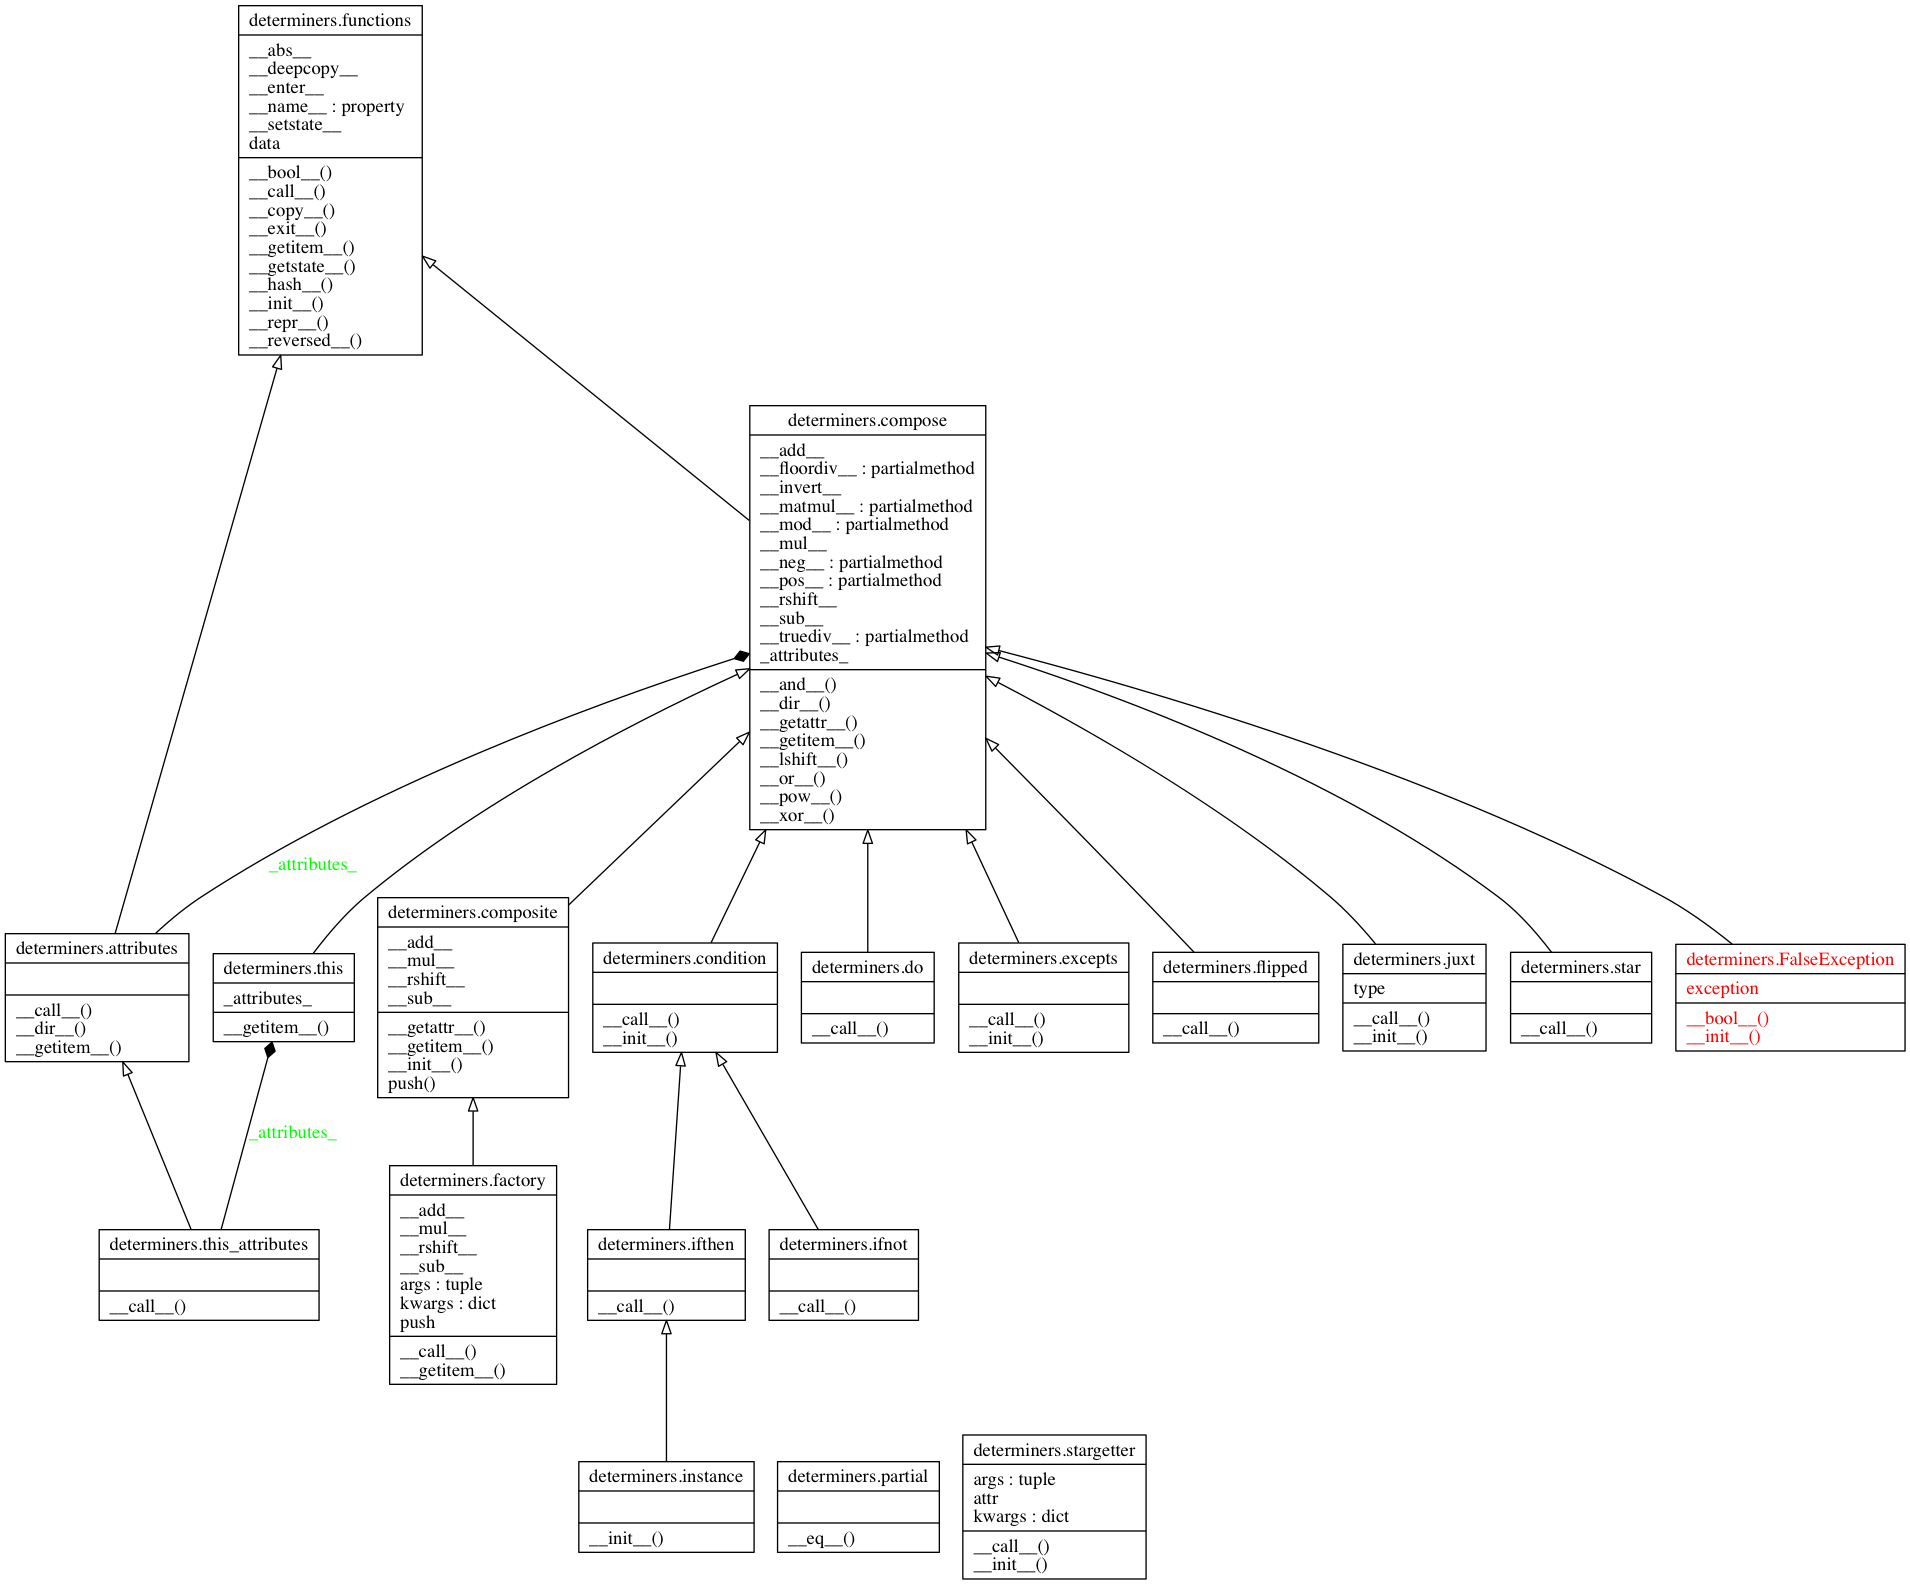 determiners.functions
__abs__
__deepcopy__
__enter__
__name__ : property
__setstate__
data
__bool__()
__call__()
__copy__()
__exit__()
__getitem__()
__getstate__()
__hash__()
__init__()
__repr__()
__reversed__()
determiners.compose
__add__
__floordiv__ : partialmethod
__invert__
__matmul__ : partialmethod
__mod__ : partialmethod
__mul__
__neg__ : partialmethod
__pos__ : partialmethod
__rshift__
__sub__
__truediv__ : partialmethod
_attributes_
__and__()
__dir__()
__getattr__()
__getitem__()
__lshift__()
__or__()
__pow__()
__xor__()
_attributes_
determiners.attributes
__call__()
__dir__()
__getitem__()
determiners.this
_attributes_
__getitem__()
determiners.composite
__add__
__mul__
__rshift__
__sub__
__getattr__()
__getitem__()
__init__()
push()
determiners.condition
__call__()
__init__()
determiners.do
__call__()
determiners.excepts
__call__()
__init__()
determiners.flipped
__call__()
determiners.juxt
type
__call__()
__init__()
determiners.star
__call__()
determiners.FalseException
exception
__bool__()
__init__()
_attributes_
determiners.this_attributes
__call__()
determiners.factory
__add__
__mul__
__rshift__
__sub__
args : tuple
kwargs : dict
push
__call__()
__getitem__()
determiners.ifthen
__call__()
determiners.ifnot
__call__()
determiners.instance
__init__()
determiners.partial
__eq__()
determiners.stargetter
args : tuple
attr
kwargs : dict
__call__()
__init__()